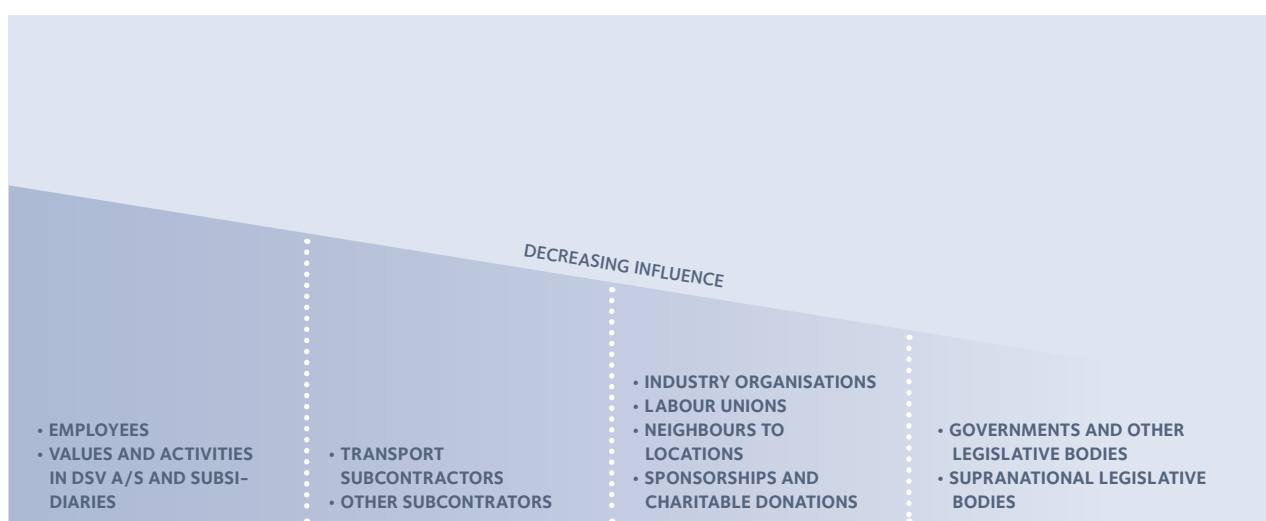 DECREASING INFLUENCE
• EMPLOYEES
• VALUES AND ACTIVITIES
IN DSV A/S AND SUBSI-
DIARIES
• TRANSPORT
SUBCONTRACTORS
• OTHER SUBCONTRATORS
• INDUSTRY ORGANISATIONS
• LABOUR UNIONS
• NEIGHBOURS TO
LOCATIONS
• SPONSORSHIPS AND
CHARITABLE DONATIONS
• GOVERNMENTS AND OTHER
LEGISLATIVE BODIES
• SUPRANATIONAL LEGISLATIVE
BODIES